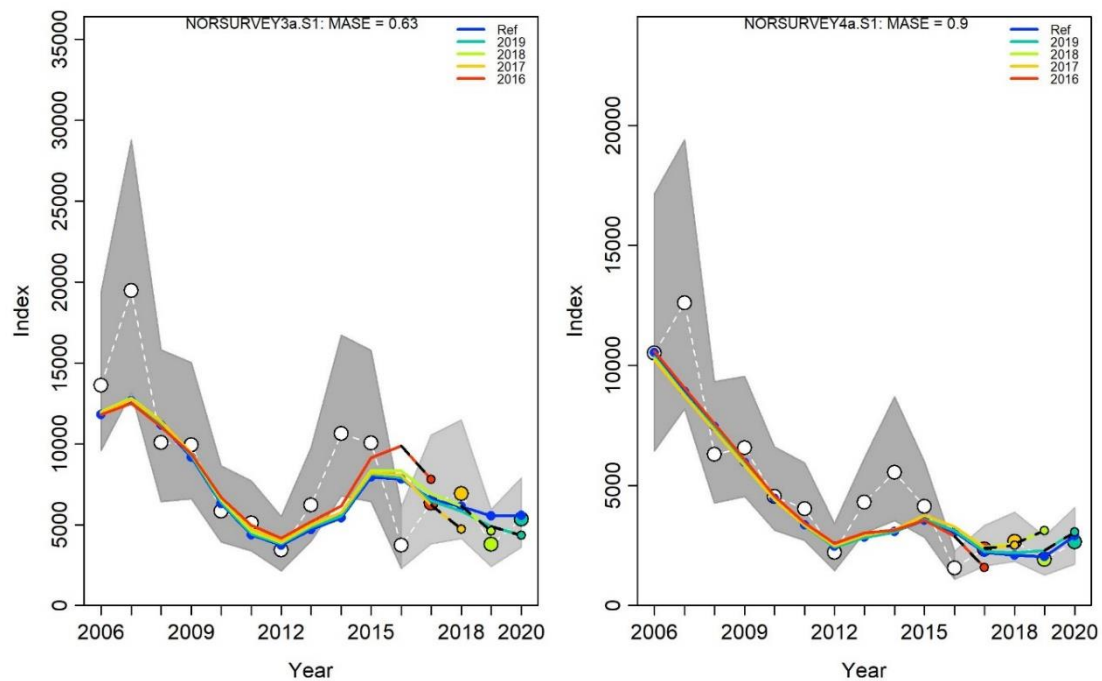 NORSURVEY3a.S1: MASE = 0.63
Ref
2019
2018
2017
2016
Index
35000
30000
25000
20000
15000
10000
5000
0
2006 2009 2012 2015 2018 2020
Year
NORSURVEY4a.S1: MASE = 0.9
Ref
2019
2018
2017
2016
Index
20000
15000
10000
5000
0
2006 2009 2012 2015 2018 2020
Year